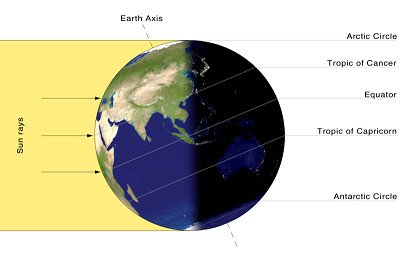 Earth Axis
Arctic Circle
Tropic of Cancer
Equator
Tropic of Capricorn
Antarctic Circle
Sun rays